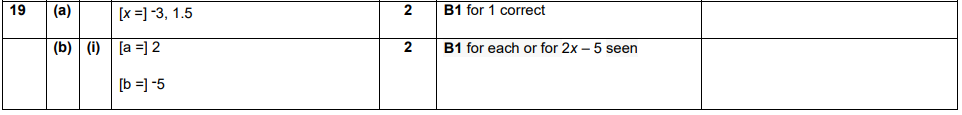 19 (a) [x =] -3, 1.5 2 B1 for 1 correct
(b) (i) [a =] 2 2 B1 for each or for 2x – 5 seen
[b =] -5